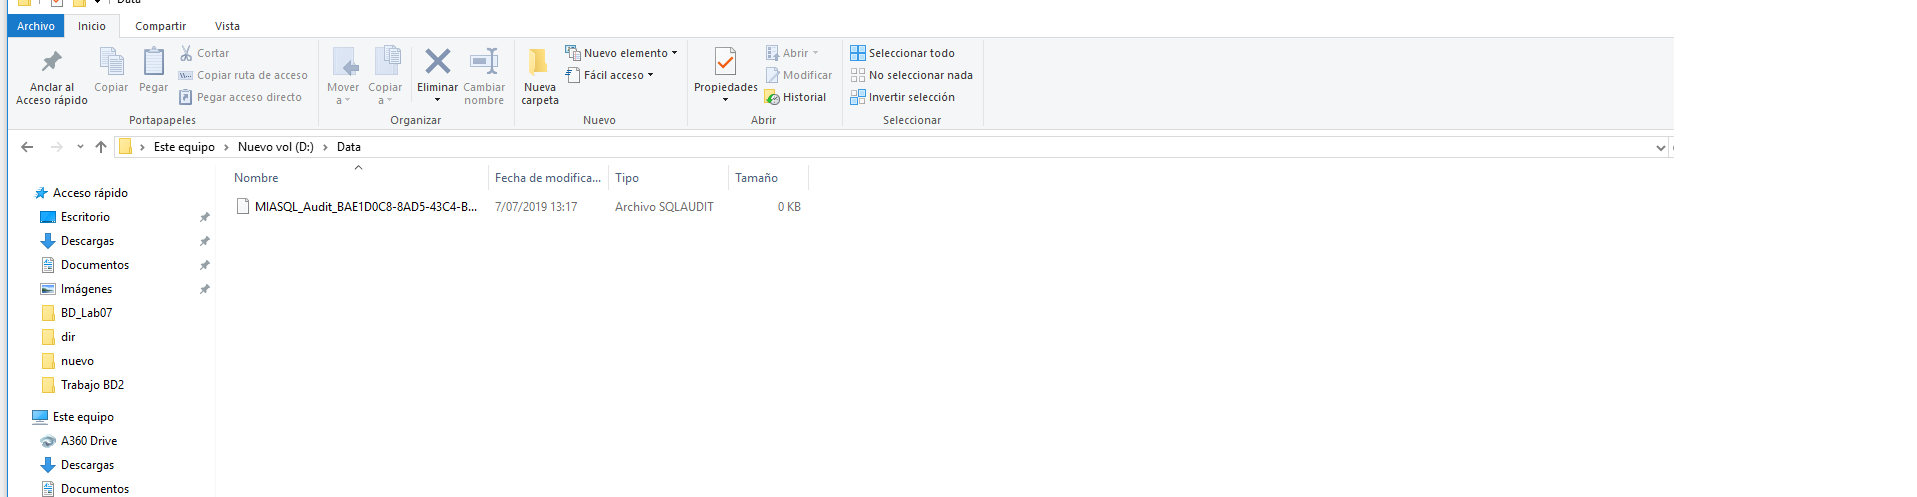 Data
Archivo Inicio Compartir Vista
Anclar al
Acceso rápido
Copiar
Pegar
Cortar
Copiar ruta de acceso
Pegar acceso directo
Portapapeles
Mover
a
Copiar
a
Eliminar
Cambiar
nombre
Organizar
Nueva
carpeta
Nuevo elemento
Fácil acceso
Nuevo
Propiedades
Abrir
Modificar
Historial
Abrir
Seleccionar todo
No seleccionar nada
Invertir selección
Seleccionar
Este equipo > Nuevo vol (D:) > Data
Nombre Fecha de modifica... Tipo Tamaño
MIASQL_Audit_BAE1D0C8-8AD5-43C4-B... 7/07/2019 13:17 Archivo SQLAUDIT 0 KB
Acceso rápido
Escritorio
Descargas
Documentos
Imágenes
BD_Lab07
dir
nuevo
Trabajo BD2
Este equipo
A360 Drive
Descargas
Documentos